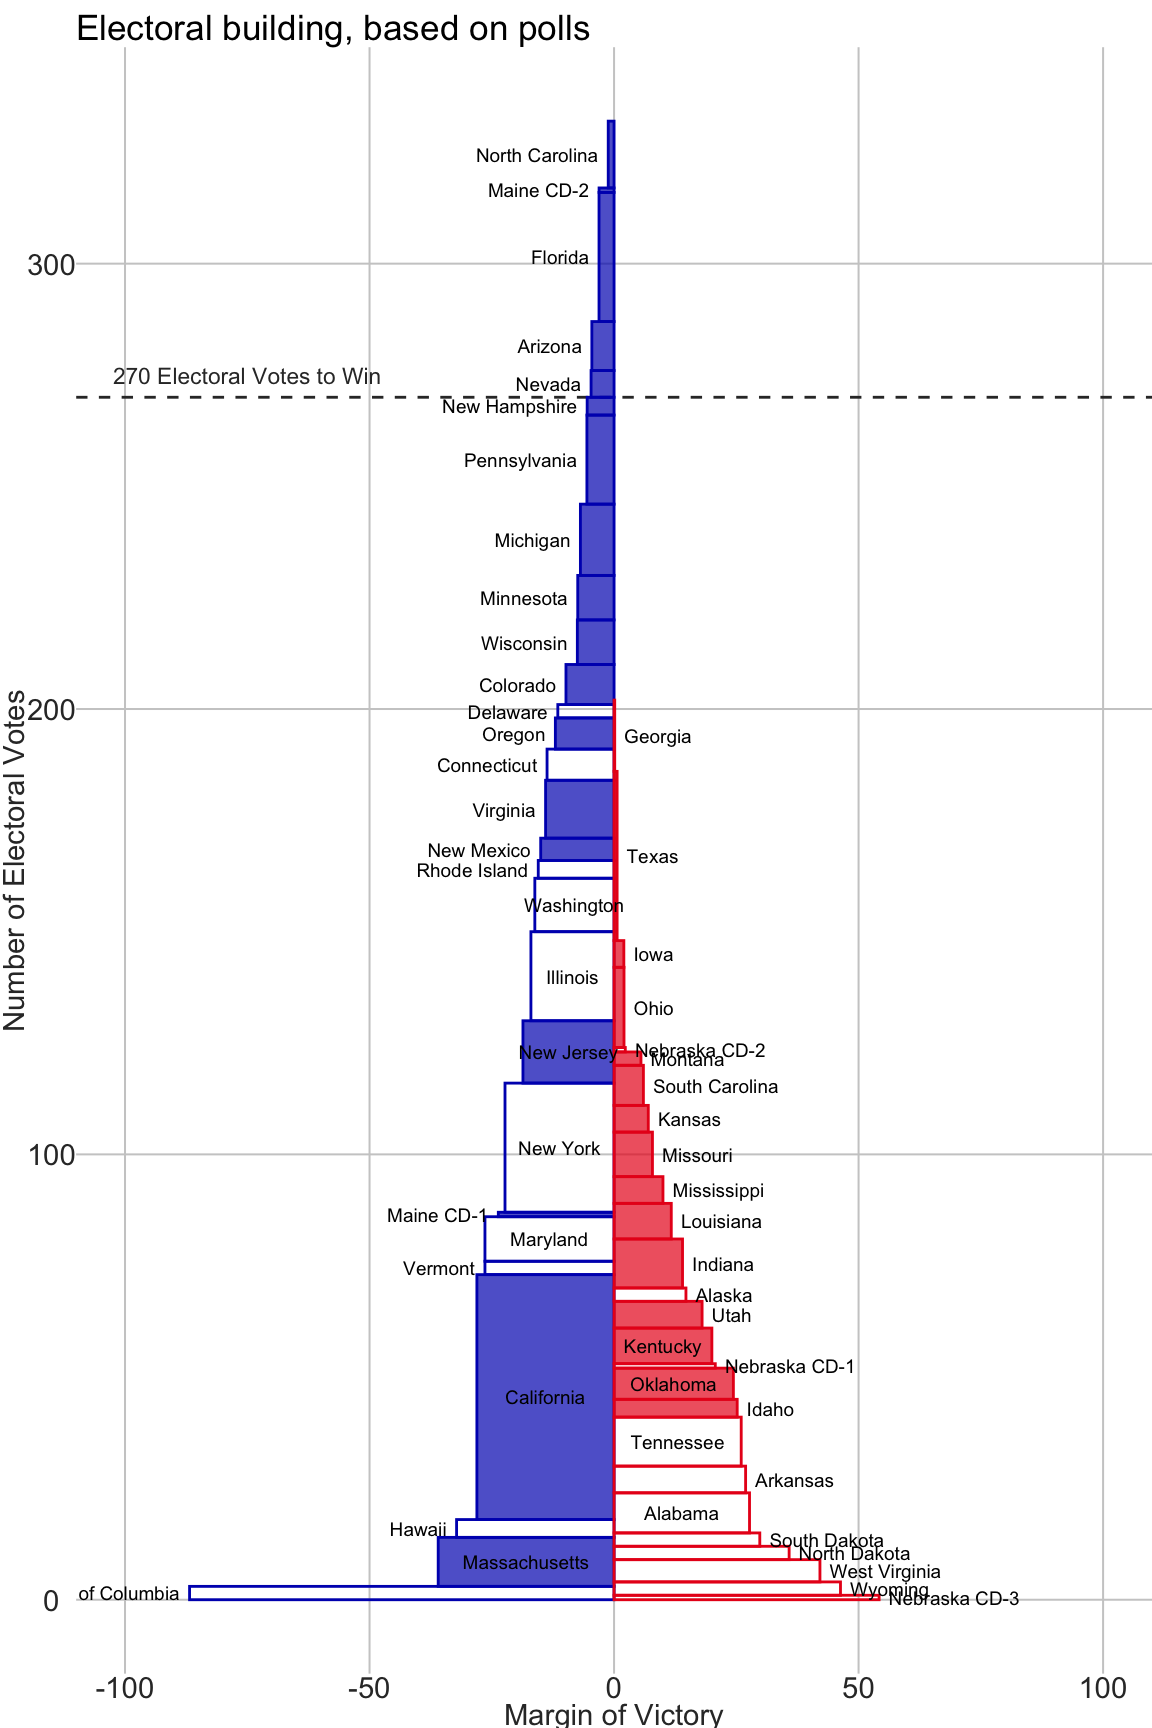 Electoral building, based on polls
North Carolina
Maine CD-2
300
Florida
Arizona
270 Electoral Votes to Win
Nevada
New Hampshire
Pennsylvania
Michigan
Minnesota
Wisconsin
Colorado
200
Delaware
Oregon
Georgia
Connecticut
Virginia
New Mexico
Texas
Rhode Island
Washington
Iowa
Illinois
Ohio
New Jersey
Nebraska CD-2
Montana
South Carolina
Kansas
New York
100
Missouri
Mississippi
Maine CD-1
Louisiana
Maryland
Indiana
Vermont
Alaska
Utah
Kentucky
Nebraska CD-1
Oklahoma
California
Idaho
Tennessee
Arkansas
Alabama
Hawaii
South Dakota
North Dakota
Massachusetts
West Virginia
Wyoming
of Columbia
Nebraska CD-3
0
Number of Electoral Votes
-100
-50
0
50
100
Margin of Victory